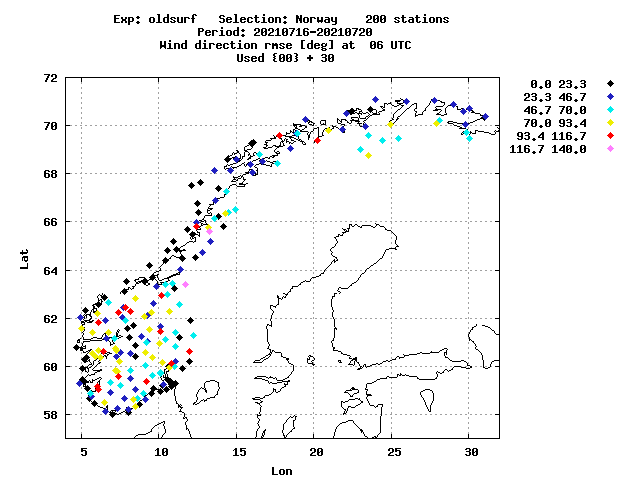 Exp: oldsurf Selection: Norway 200 stations
Period: 20210716-20210720
Wind direction rmse [deg] at 06 UTC
Used {00} + 30
0.0 23.3
23.3 46.7
46.7 70.0
70.0 93.4
93.4 116.7
116.7 140.0
72
70
68
66
64
62
60
58
Lat
5 10 15 20 25 30
Lon